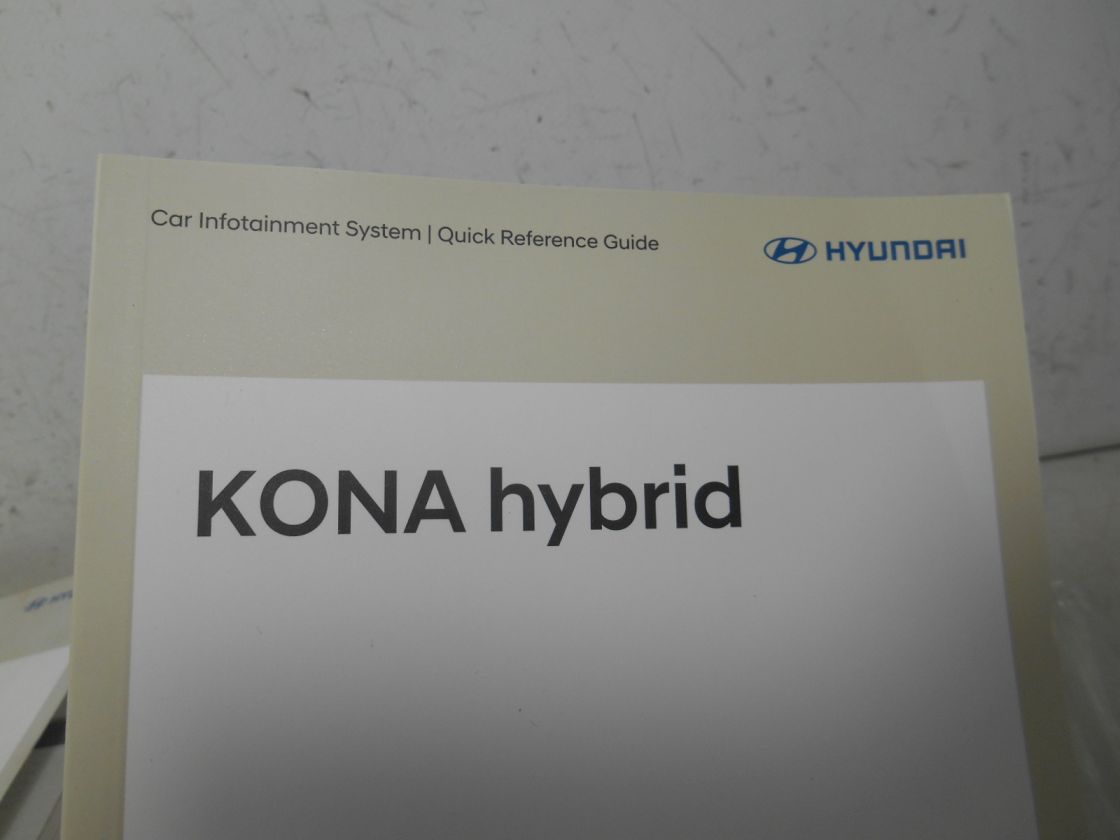 Car Infotainment System | Quick Reference Guide
HYUNDAI
KONA hybrid